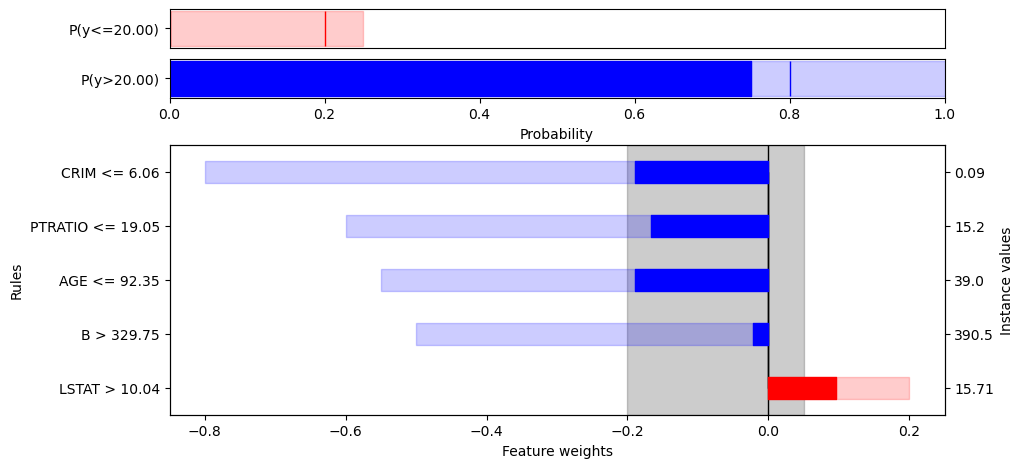 P(y<=20.00)
P(y>20.00)
0.0 0.2 0.4 0.6 0.8 1.0
Probability
CRIM <= 6.06 0.09
PTRATIO <= 19.05 15.2
AGE <= 92.35 39.0
B > 329.75 390.5
LSTAT > 10.04 15.71
Rules
Instance values
−0.8 −0.6 −0.4 −0.2 0.0 0.2
Feature weights